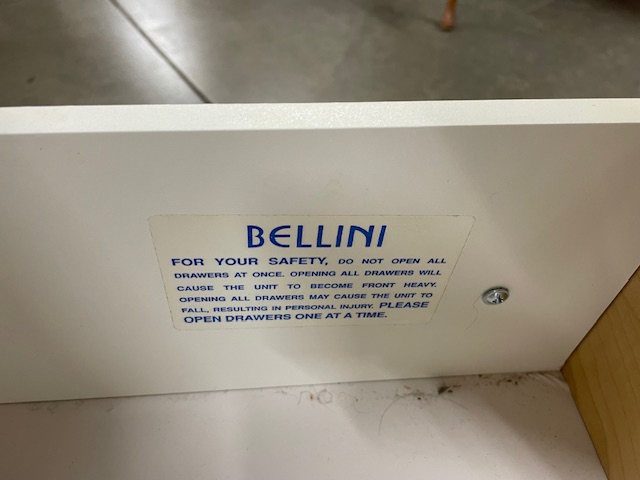 BELLINI
FOR YOUR SAFETY, DO NOT OPEN ALL
DRAWERS AT ONCE. OPENING ALL DRAWERS WILL
CAUSE THE UNIT TO BECOME FRONT HEAVY.
OPENING ALL DRAWERS MAY CAUSE THE UNIT TO
FALL, RESULTING IN PERSONAL INJURY. PLEASE
OPEN DRAWERS ONE AT A TIME.